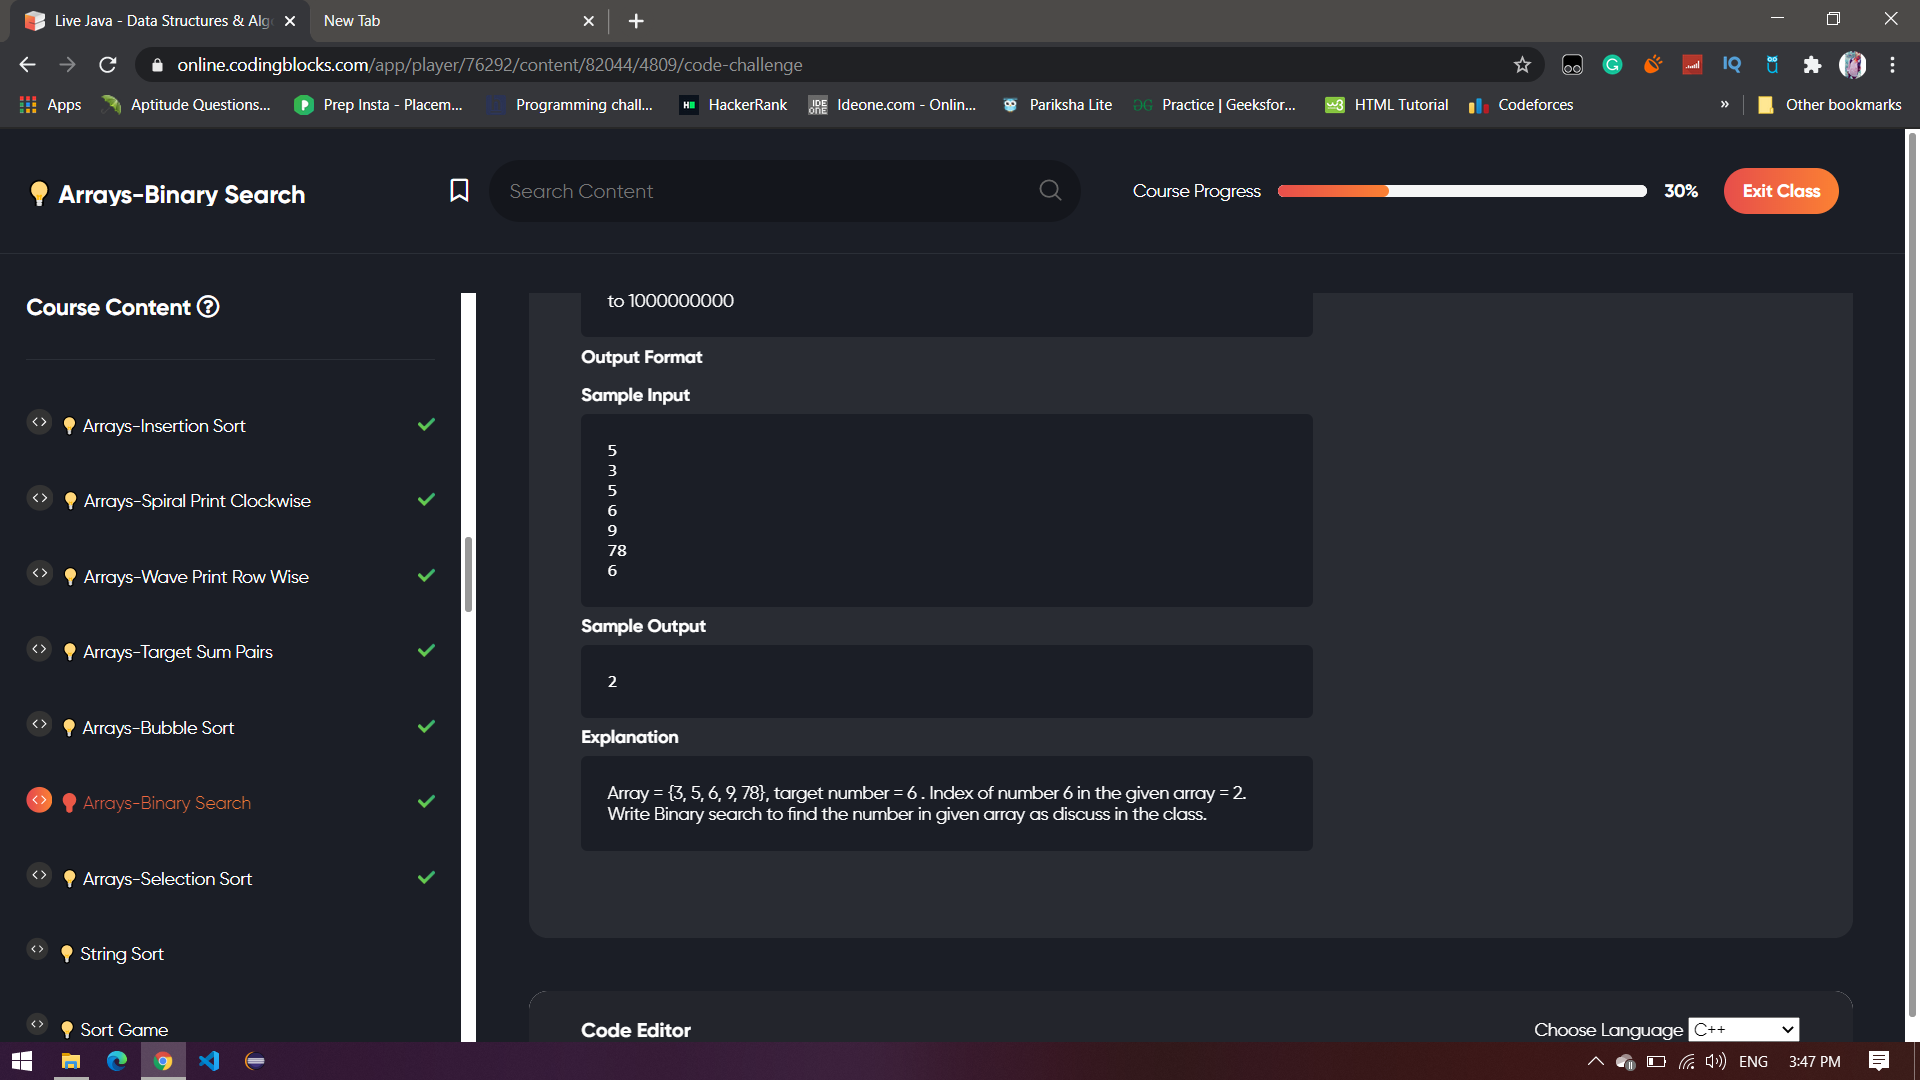 Live Java - Data Structures & Alg
New Tab
online.codingblocks.com/app/player/76292/content/82044/4809/code-challenge
Apps
Aptitude Questions...
Prep Insta - Placem...
Programming chall...
HackerRank
Ideone.com - Onlin...
Pariksha Lite
Practice | Geeksfor...
HTML Tutorial
Codeforces
»
Other bookmarks
Arrays-Binary Search
Search Content
Course Progress
30%
Exit Class
Course Content
Arrays-Insertion Sort
Arrays-Spiral Print Clockwise
Arrays-Wave Print Row Wise
Arrays-Target Sum Pairs
Arrays-Bubble Sort
Arrays-Binary Search
Arrays-Selection Sort
String Sort
Sort Game
to 1000000000
Output Format
Sample Input
5
3
5
6
9
78
6
Sample Output
2
Explanation
Array = {3, 5, 6, 9, 78}, target number = 6 . Index of number 6 in the given array = 2.
Write Binary search to find the number in given array as discuss in the class.
Code Editor
Choose Language C++
ENG
3:47 PM